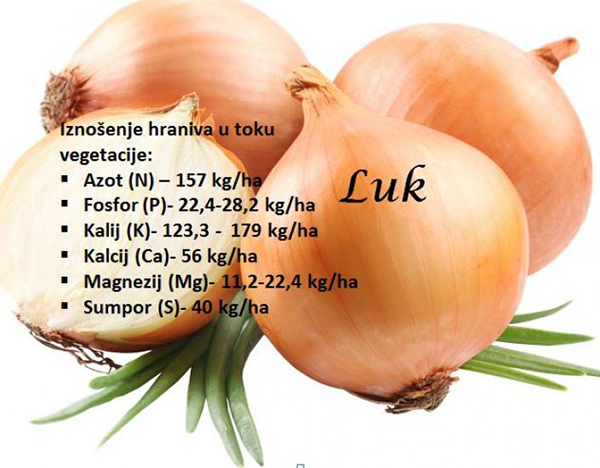 Iznošenje hraniva u toku
vegetacije:
▪ Azot (N) – 157 kg/ha
▪ Fosfor (P)- 22,4-28,2 kg/ha
▪ Kalij (K)- 123,3 - 179 kg/ha
▪ Kalcij (Ca)- 56 kg/ha
▪ Magnezij (Mg)- 11,2-22,4 kg/ha
▪ Sumpor (S)- 40 kg/ha
Luk